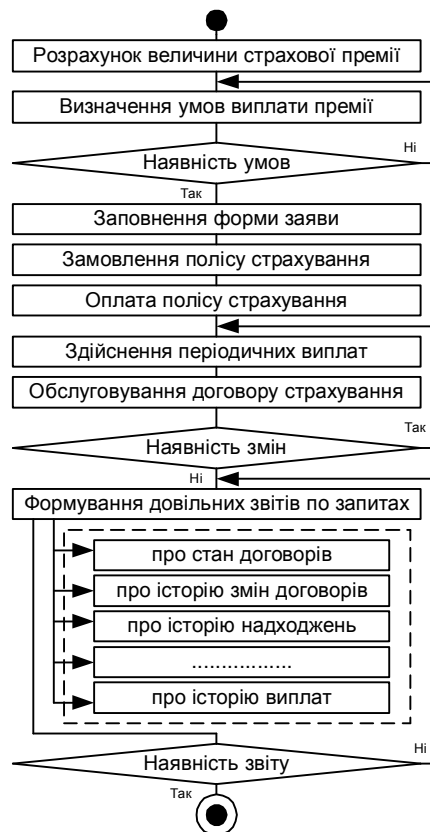 Розрахунок величини страхової премії
Визначення умов виплати премії
Наявність умов
Ні
Так
Заповнення форми заяви
Замовлення полісу страхування
Оплата полісу страхування
Здійснення періодичних виплат
Обслуговування договору страхування
Наявність змін
Так
Ні
Формування довільних звітів по запитах
про стан договорів
про історію змін договорів
про історію надходжень
.................
про історію виплат
Наявність звіту
Ні
Так